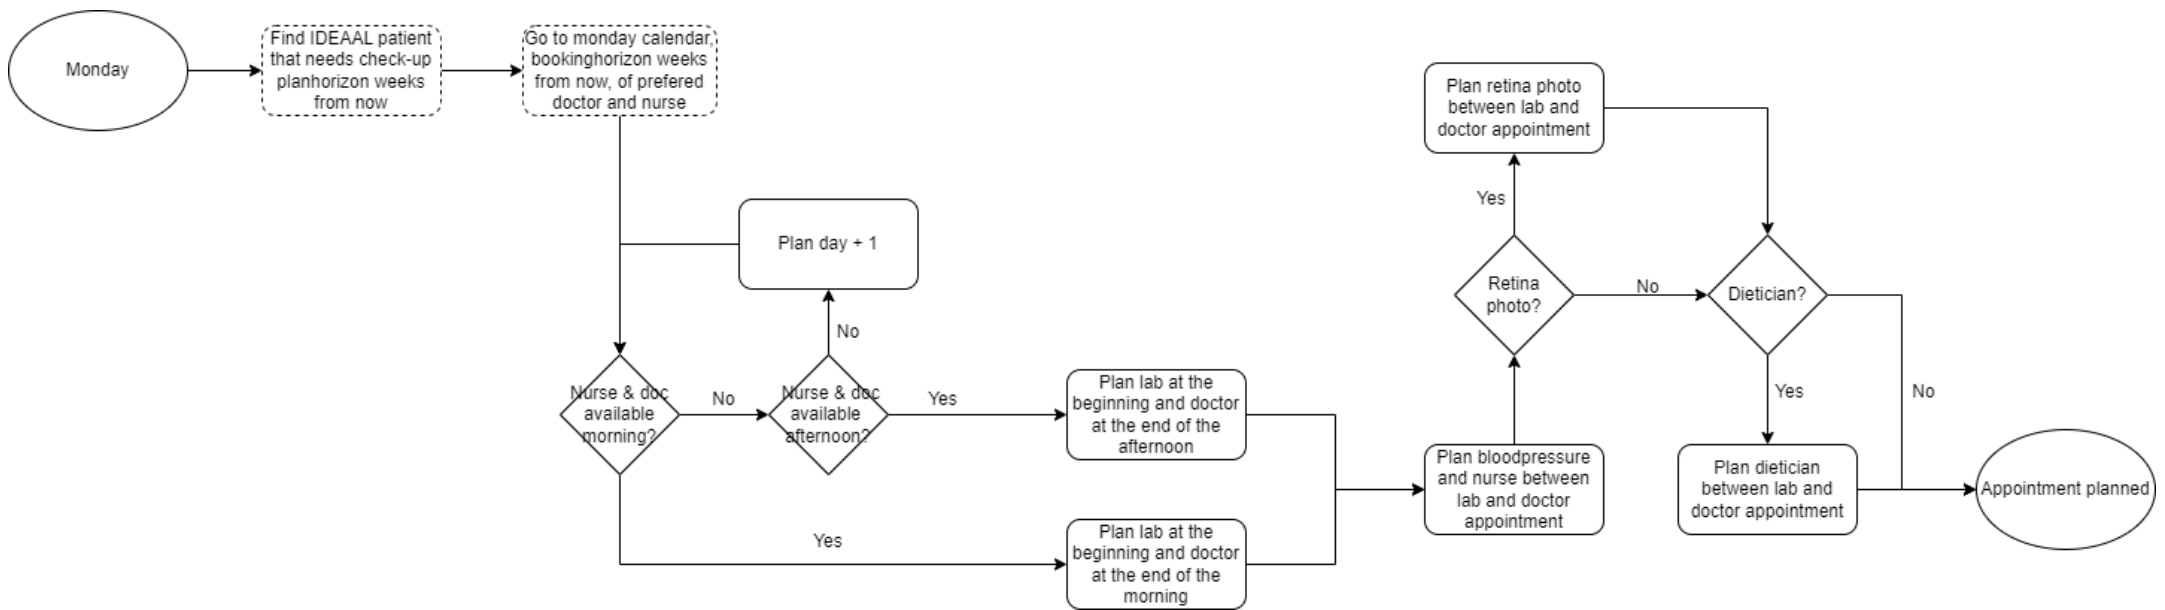 Monday
Find IDEAAL patient
that needs check-up
planhorizon weeks
from now
Go to monday calendar,
bookinghorizon weeks
from now, of prefered
doctor and nurse
Plan day + 1
No
Nurse & doc
available
morning?
No
Nurse & doc
available
afternoon?
Yes
Yes
Plan lab at the
beginning and doctor
at the end of the
afternoon
Plan lab at the
beginning and doctor
at the end of the
morning
Plan bloodpressure
and nurse between
lab and doctor
appointment
Retina
photo?
Yes
Plan retina photo
between lab and
doctor appointment
No
Dietician?
Yes
No
Plan dietician
between lab and
doctor appointment
Appointment planned